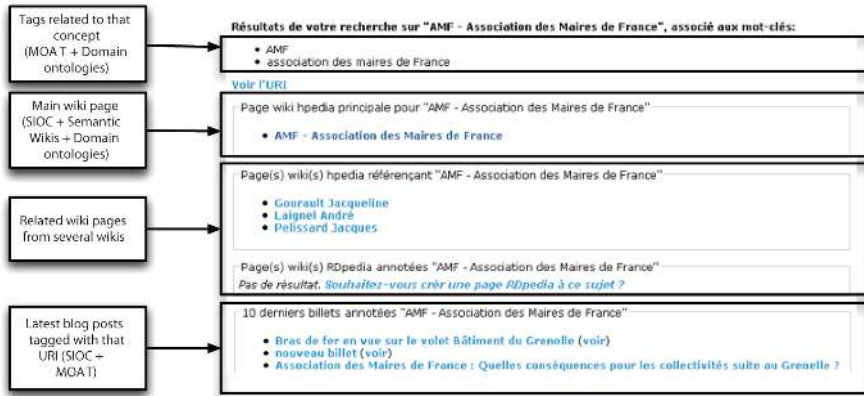 Tags related to that
concept
(MOAT + Domain
ontologies)
Résultats de votre recherche sur "AMF - Association des Maires de France", associé aux mot-clés:
• AMF
• association des maires de France
Voir l'URI
Main wiki page
(SIOC + Semantic
Wikis + Domain
ontologies)
Page wiki hpedia principale pour "AMF - Association des Maires de France"
• AMF - Association des Maires de France
Related wiki pages
from several wikis
Page(s) wiki(s) hpedia référençant "AMF - Association des Maires de France"
• Gourault Jacqueline
• Laignel André
• Pelissard Jacques
Page(s) wiki(s) RDpedia annotées "AMF - Association des Maires de France"
Pas de résultat. Souhaitez-vous crèr une page RDpedia à ce sujet ?
Latest blog posts
tagged with that
URI (SIOC +
MOAT)
10 derniers billets annotées "AMF - Association des Maires de France"
• Bras de fer en vue sur le volet Bâtiment du Grenelle (voir)
• nouveau billet (voir)
• Association des Maires de France : Quelles conséquences pour les collectivités suite au Grenelle ?